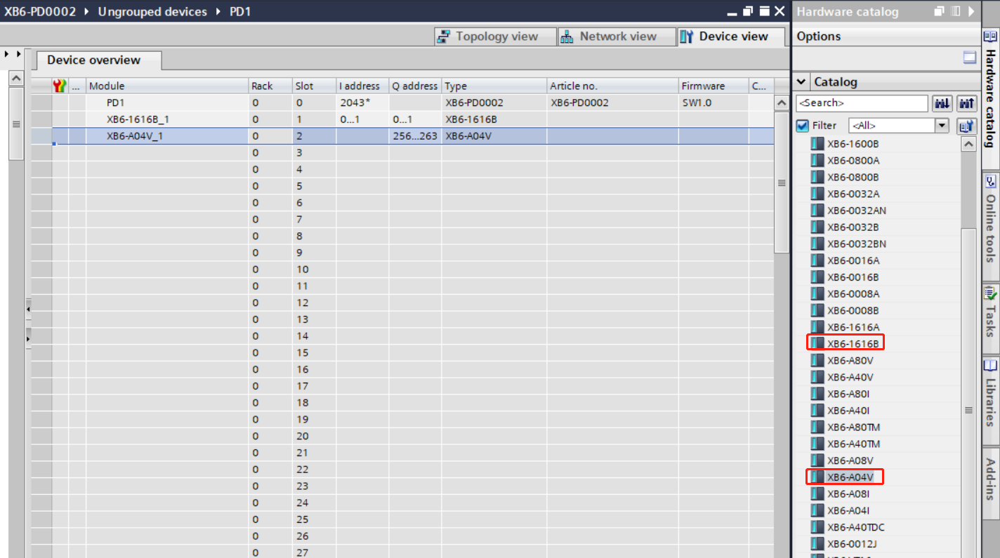 XB6-PD0002 Ungrouped devices PD1
Hardware catalog
Topology view Network view Device view
Options
Device overview
... Module Rack Slot I address Q address Type Article no. Firmware C...
PD1 0 0 2043* XB6-PD0002 XB6-PD0002 SW1.0
XB6-1616B_1 0 1 0...1 0...1 XB6-1616B
XB6-A04V_1 0 2 256...263 XB6-A04V
0 3
0 4
0 5
0 6
0 7
0 8
0 9
0 10
0 11
0 12
0 13
0 14
0 15
0 16
0 17
0 18
0 19
0 20
0 21
0 22
0 23
0 24
0 25
0 26
0 27
Catalog
<Search>
Filter <All>
XB6-1600B
XB6-0800A
XB6-0800B
XB6-0032A
XB6-0032AN
XB6-0032B
XB6-0032BN
XB6-0016A
XB6-0016B
XB6-0008A
XB6-0008B
XB6-1616A
XB6-1616B
XB6-A80V
XB6-A40V
XB6-A80I
XB6-A40I
XB6-A80TM
XB6-A40TM
XB6-A08V
XB6-A04V
XB6-A08I
XB6-A04I
XB6-A40TDC
XB6-0012J
Hardware catalog
Online tools
Tasks
Libraries
Add-ins